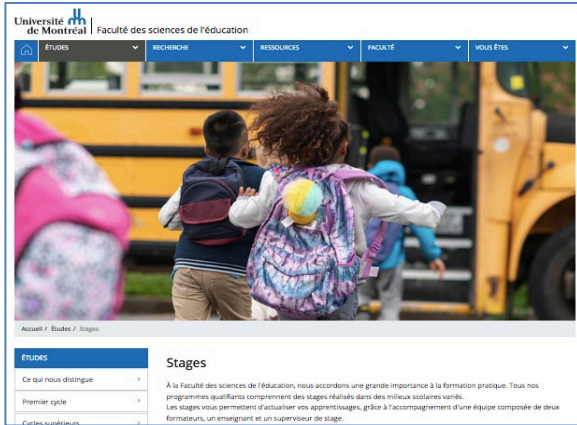 Université
de Montréal
Faculté des sciences de l'éducation
ÉTUDES
RECHERCHE
RESSOURCES
FACULTÉ
VOUS ÊTES
Accueil / Études / Stages
ÉTUDES
Ce qui nous distingue
Premier cycle
Cycles supérieurs
Stages
À la Faculté des sciences de l'éducation, nous accordons une grande importance à la formation pratique. Tous nos
programmes qualifiants comprennent des stages réalisés dans des milieux scolaires variés.
Les stages vous permettent d'actualiser vos apprentissages, grâce à l'accompagnement d'une équipe composée de deux
formateurs, un enseignant et un superviseur de stage.